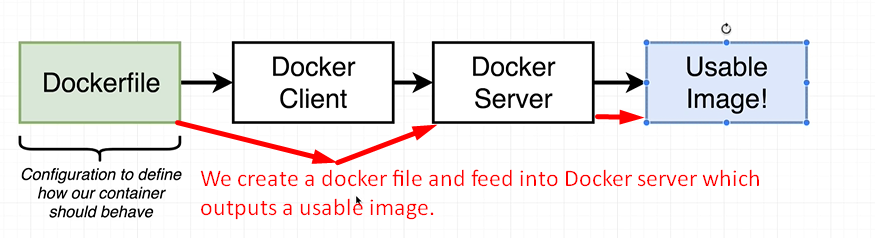 Dockerfile
Docker
Client
Docker
Server
Usable
Image!
Configuration to define
how our container
should behave
We create a docker file and feed into Docker server which
outputs a usable image.